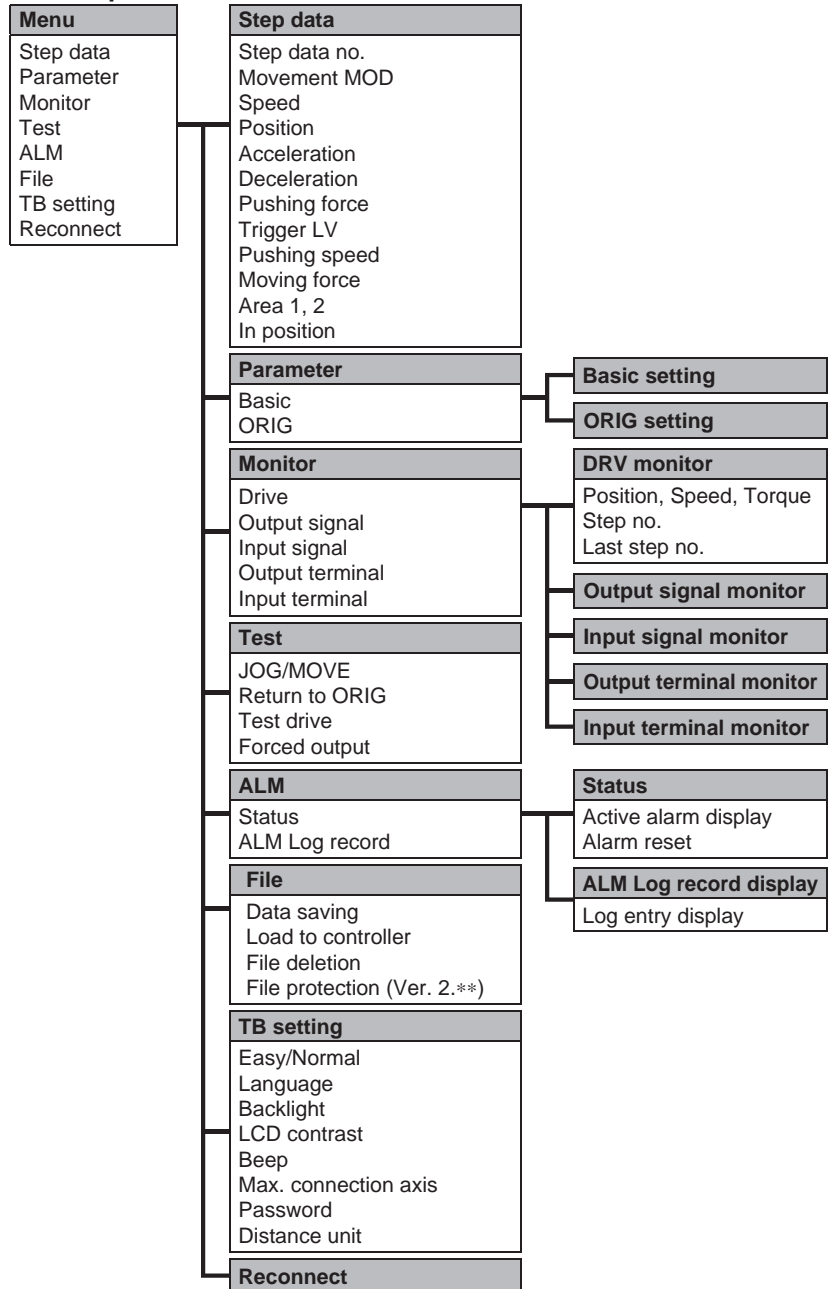 Menu
Step data
Parameter
Monitor
Test
ALM
File
TB setting
Reconnect
Step data
Step data no.
Movement MOD
Speed
Position
Acceleration
Deceleration
Pushing force
Trigger LV
Pushing speed
Moving force
Area 1, 2
In position
Parameter
Basic
ORIG
Basic setting
ORIG setting
Monitor
Drive
Output signal
Input signal
Output terminal
Input terminal
DRV monitor
Position, Speed, Torque
Step no.
Last step no.
Output signal monitor
Input signal monitor
Output terminal monitor
Input terminal monitor
Test
JOG/MOVE
Return to ORIG
Test drive
Forced output
ALM
Status
ALM Log record
Status
Active alarm display
Alarm reset
ALM Log record display
Log entry display
File
Data saving
Load to controller
File deletion
File protection (Ver. 2.∗∗)
TB setting
Easy/Normal
Language
Backlight
LCD contrast
Beep
Max. connection axis
Password
Distance unit
Reconnect